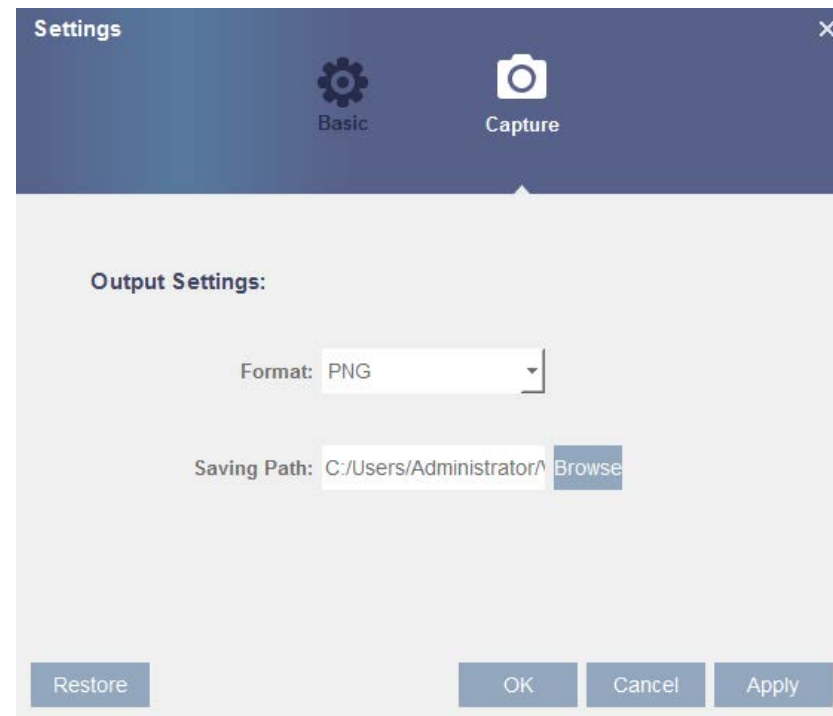 Settings
Basic
Capture
Output Settings:
Format: PNG
Saving Path: C:/Users/Administrator/ Browse
Restore OK Cancel Apply